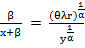 β/(x+β) = (θλr)^(1/α)/y^(1/α)